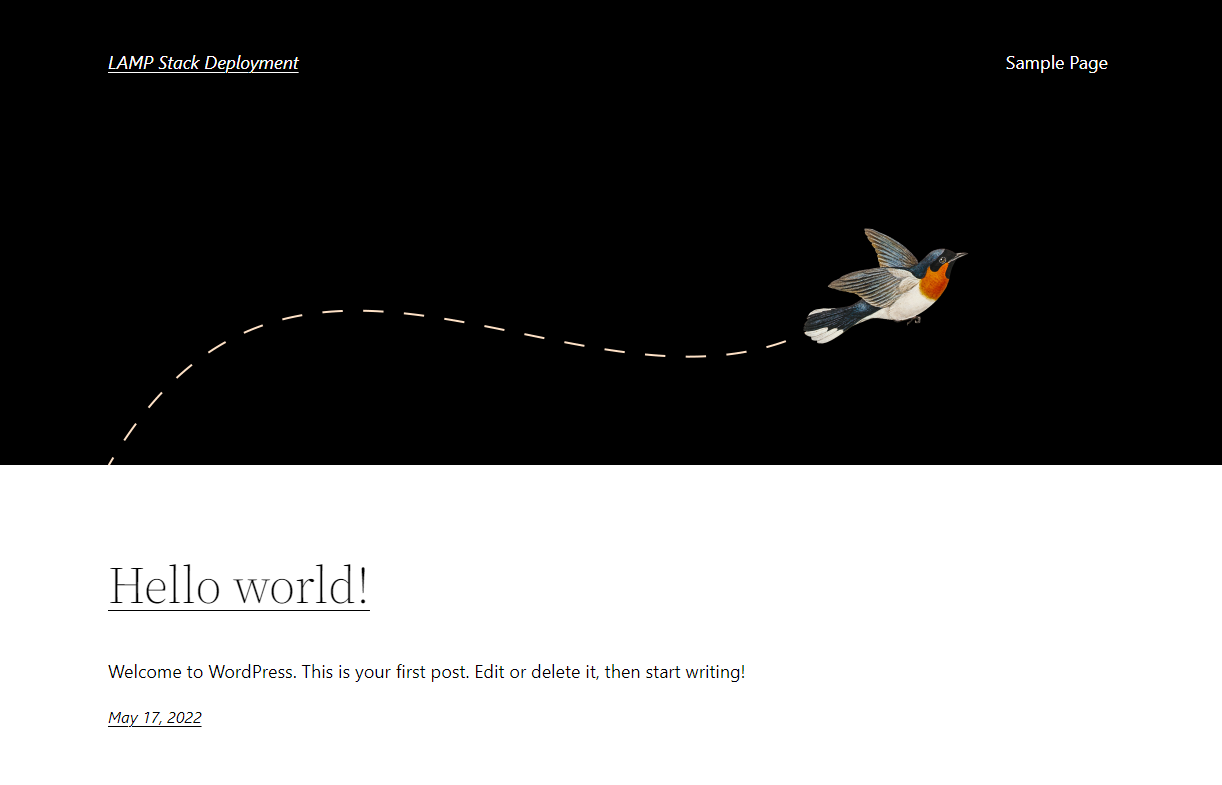 LAMP Stack Deployment
Sample Page
Hello world!
Welcome to WordPress. This is your first post. Edit or delete it, then start writing!
May 17, 2022